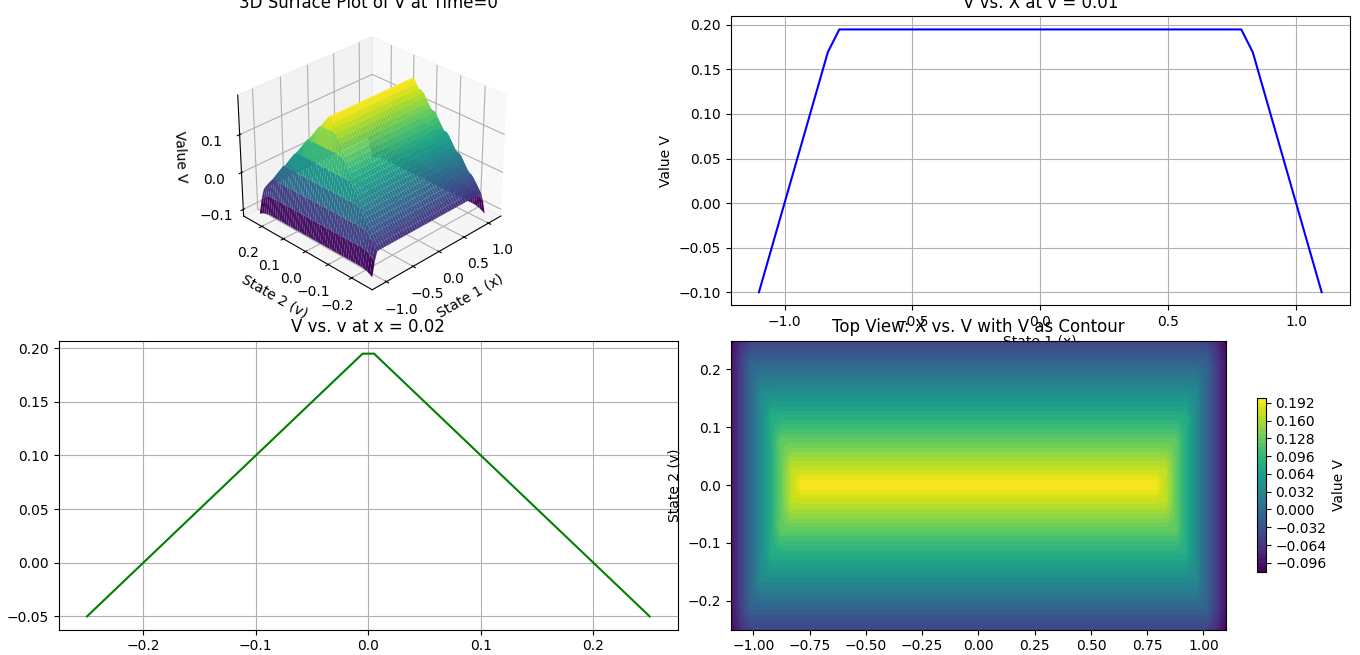 3D Surface Plot of V at Time=0
0.1
0.0
−0.1
Value V
0.2
0.1
0.0
−0.1
−0.2
State 2 (v)
−1.0
−0.5
0.0
0.5
1.0
State 1 (x)
V vs. X at v = 0.01
0.20
0.15
0.10
0.05
0.00
−0.05
−0.10
Value V
−1.0 −0.5 0.0 0.5 1.0
State 1 (x)
V vs. v at x = 0.02
0.20
0.15
0.10
0.05
0.00
−0.05
−0.2 −0.1 0.0 0.1 0.2
Top View: X vs. V with V as Contour
0.2
0.1
0.0
−0.1
−0.2
State 2 (v)
−1.00 −0.75 −0.50 −0.25 0.00 0.25 0.50 0.75 1.00
0.192
0.160
0.128
0.096
0.064
0.032
0.000
−0.032
−0.064
−0.096
Value V